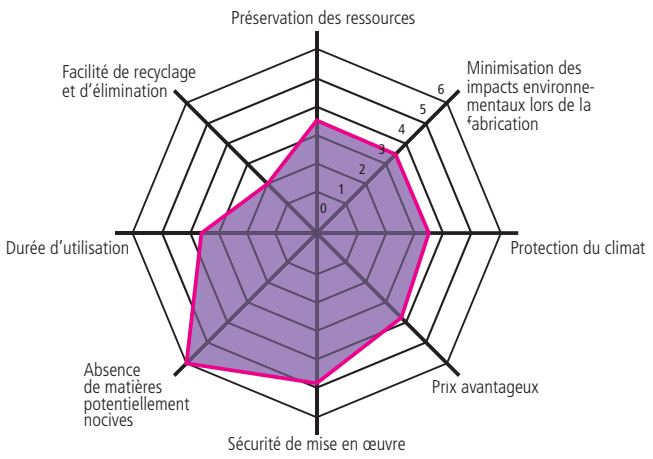 Préservation des ressources
Facilité de recyclage
et d’élimination
Minimisation des
impacts environne-
mentaux lors de la
fabrication
6
5
4
3
2
1
0
Durée d’utilisation
Protection du climat
Absence
de matières
potentiellement
nocives
Prix avantageux
Sécurité de mise en œuvre